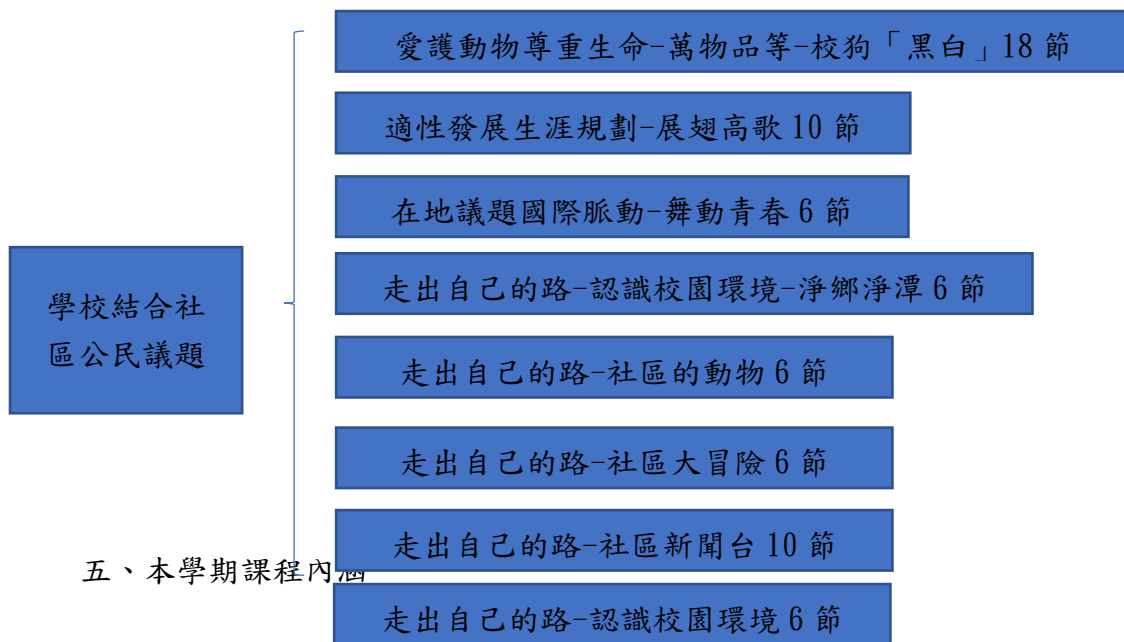 愛護動物尊重生命-萬物品等-校狗「黑白」18 節
適性發展生涯規劃-展翅高歌 10 節
在地議題國際脈動-舞動青春 6 節
學校結合社
區公民議題
走出自己的路-認識校園環境-淨鄉淨潭 6 節
走出自己的路-社區的動物 6 節
走出自己的路-社區大冒險 6 節
走出自己的路-社區新聞台 10 節
五、本學期課程內涵
走出自己的路-認識校園環境 6 節